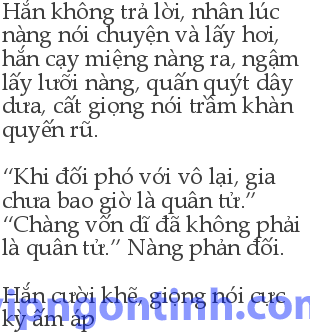 Hắn không trả lời, nhân lúc
nàng nói chuyện và lấy hơi,
hắn cạy miệng nàng ra, ngậm
lấy lưỡi nàng, quấn quýt dây
dưa, cất giọng nói trầm khàn
quyến rũ.
“Khi đối phó với vô lại, gia
chưa bao giờ là quân tử.”
“Chàng vốn dĩ đã không phải
là quân tử.” Nàng phản đối.
Hắn cười khẽ, giọng nói cực
kỳ ấm áp
vipngontinh.com